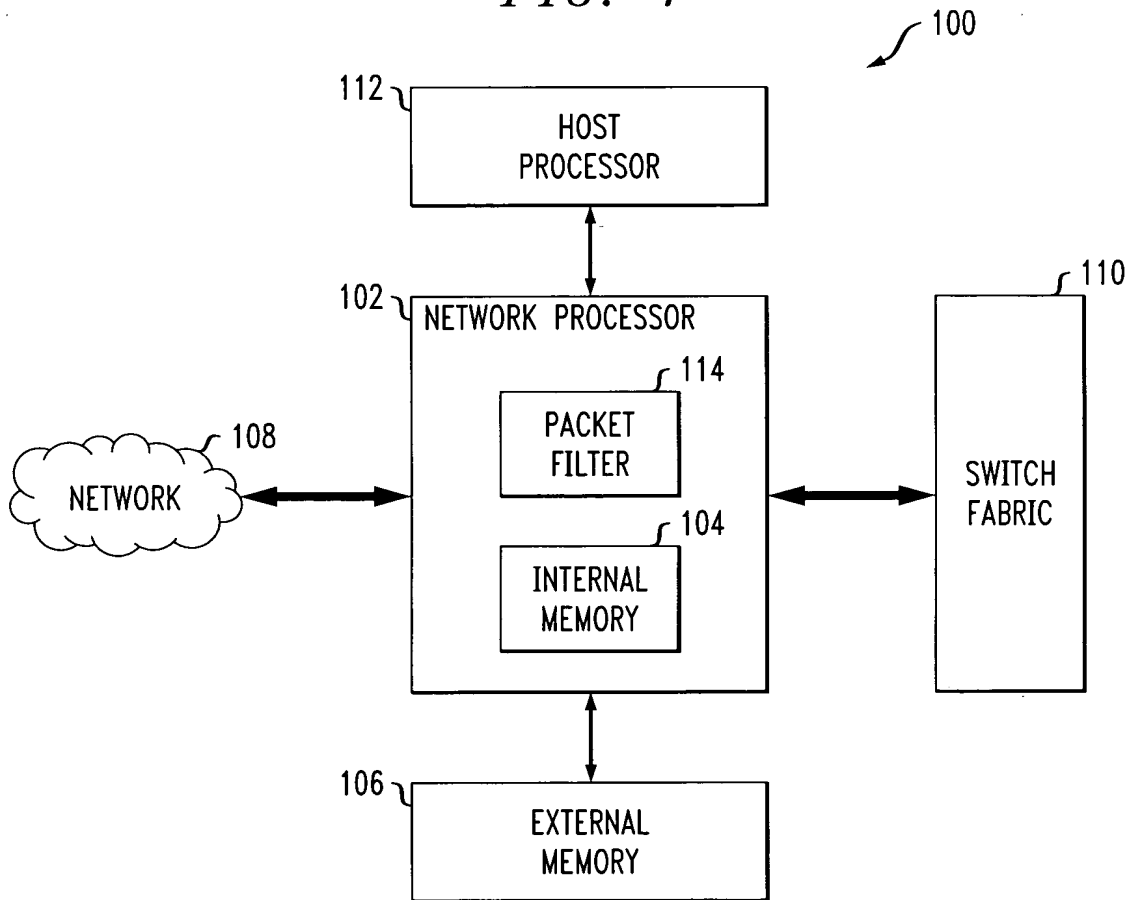 100
112
HOST
PROCESSOR
102
NETWORK PROCESSOR
110
114
PACKET
FILTER
108
NETWORK
SWITCH
FABRIC
104
INTERNAL
MEMORY
106
EXTERNAL
MEMORY